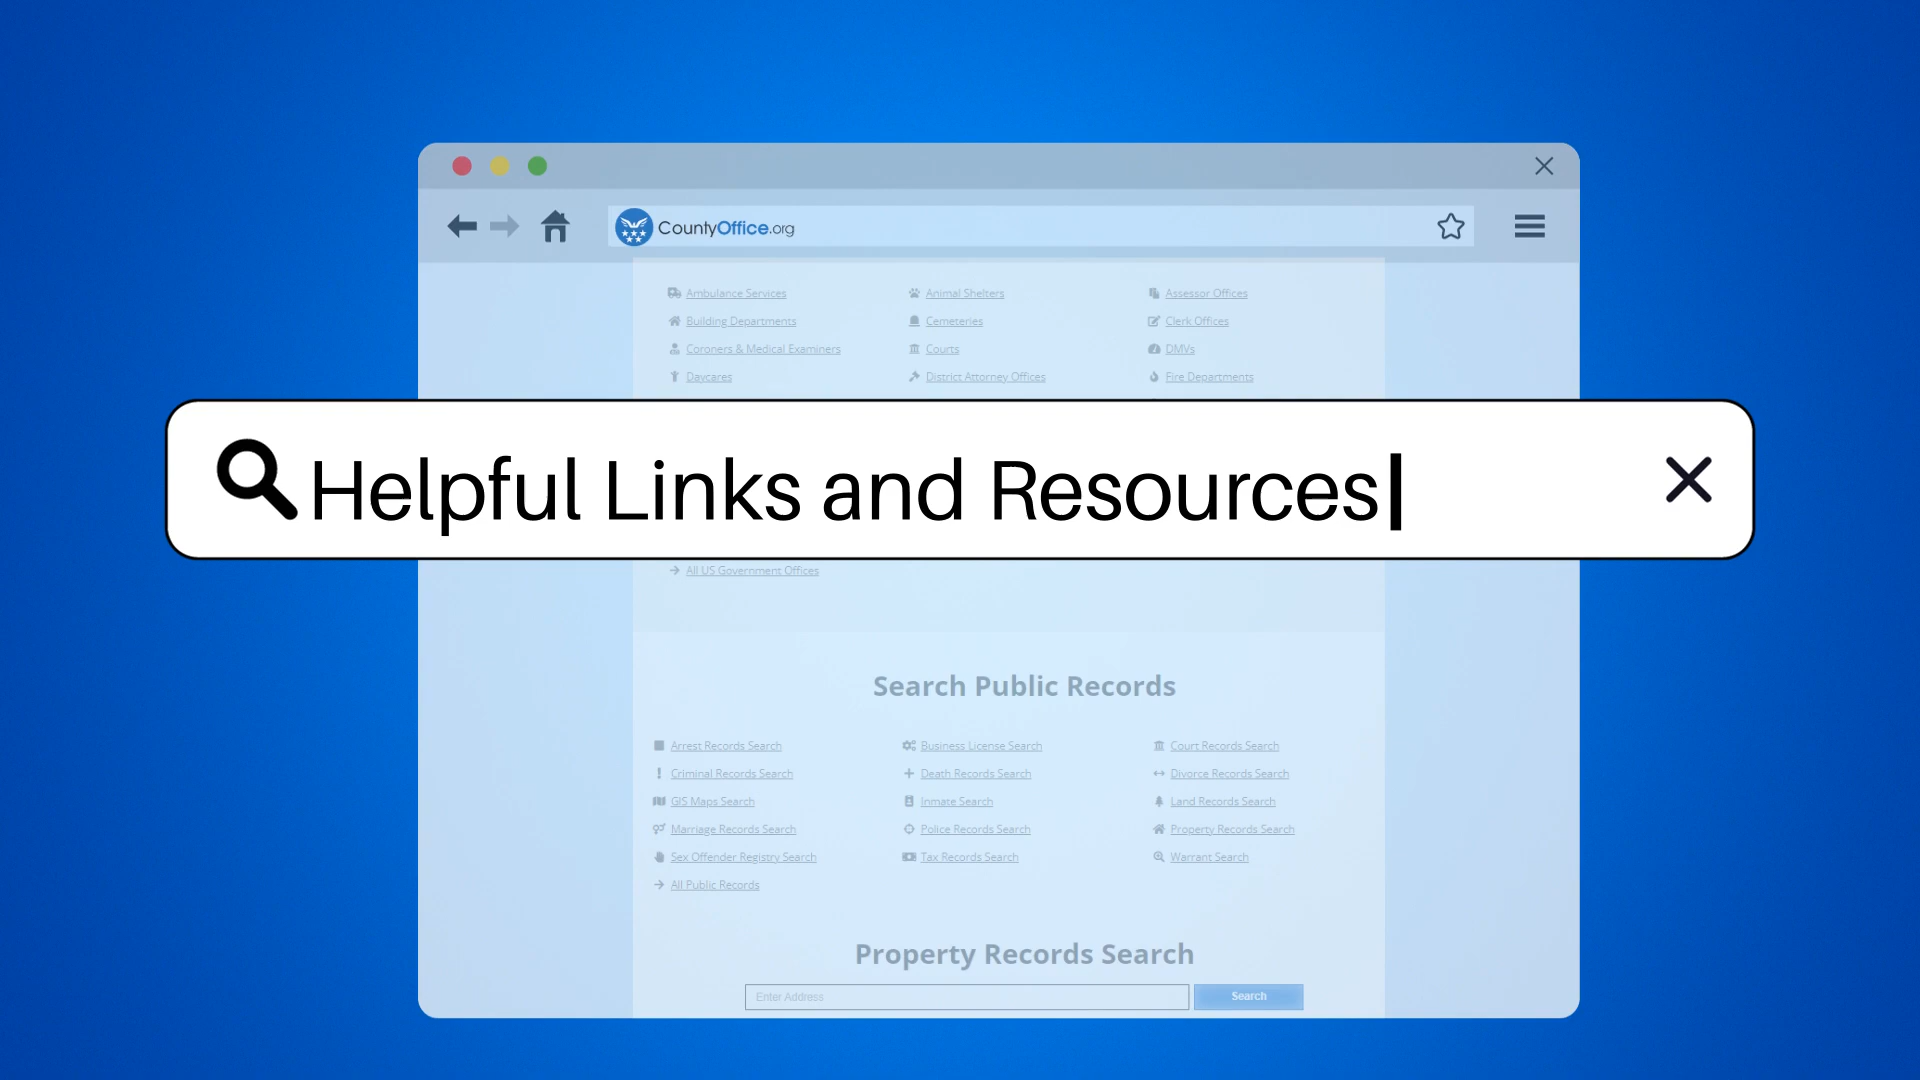 CountyOffice.org
Ambulance Services Animal Shelters Assessor Offices
Building Departments Cemeteries Clerk Offices
Coroners & Medical Examiners Courts DMVs
Daycares District Attorney Offices Fire Departments
Helpful Links and Resources
All US Government Offices
Search Public Records
Arrest Records Search Business License Search Court Records Search
Criminal Records Search Death Records Search Divorce Records Search
GIS Maps Search Inmate Search Land Records Search
Marriage Records Search Police Records Search Property Records Search
Sex Offender Registry Search Tax Records Search Warrant Search
All Public Records
Property Records Search
Enter Address Search